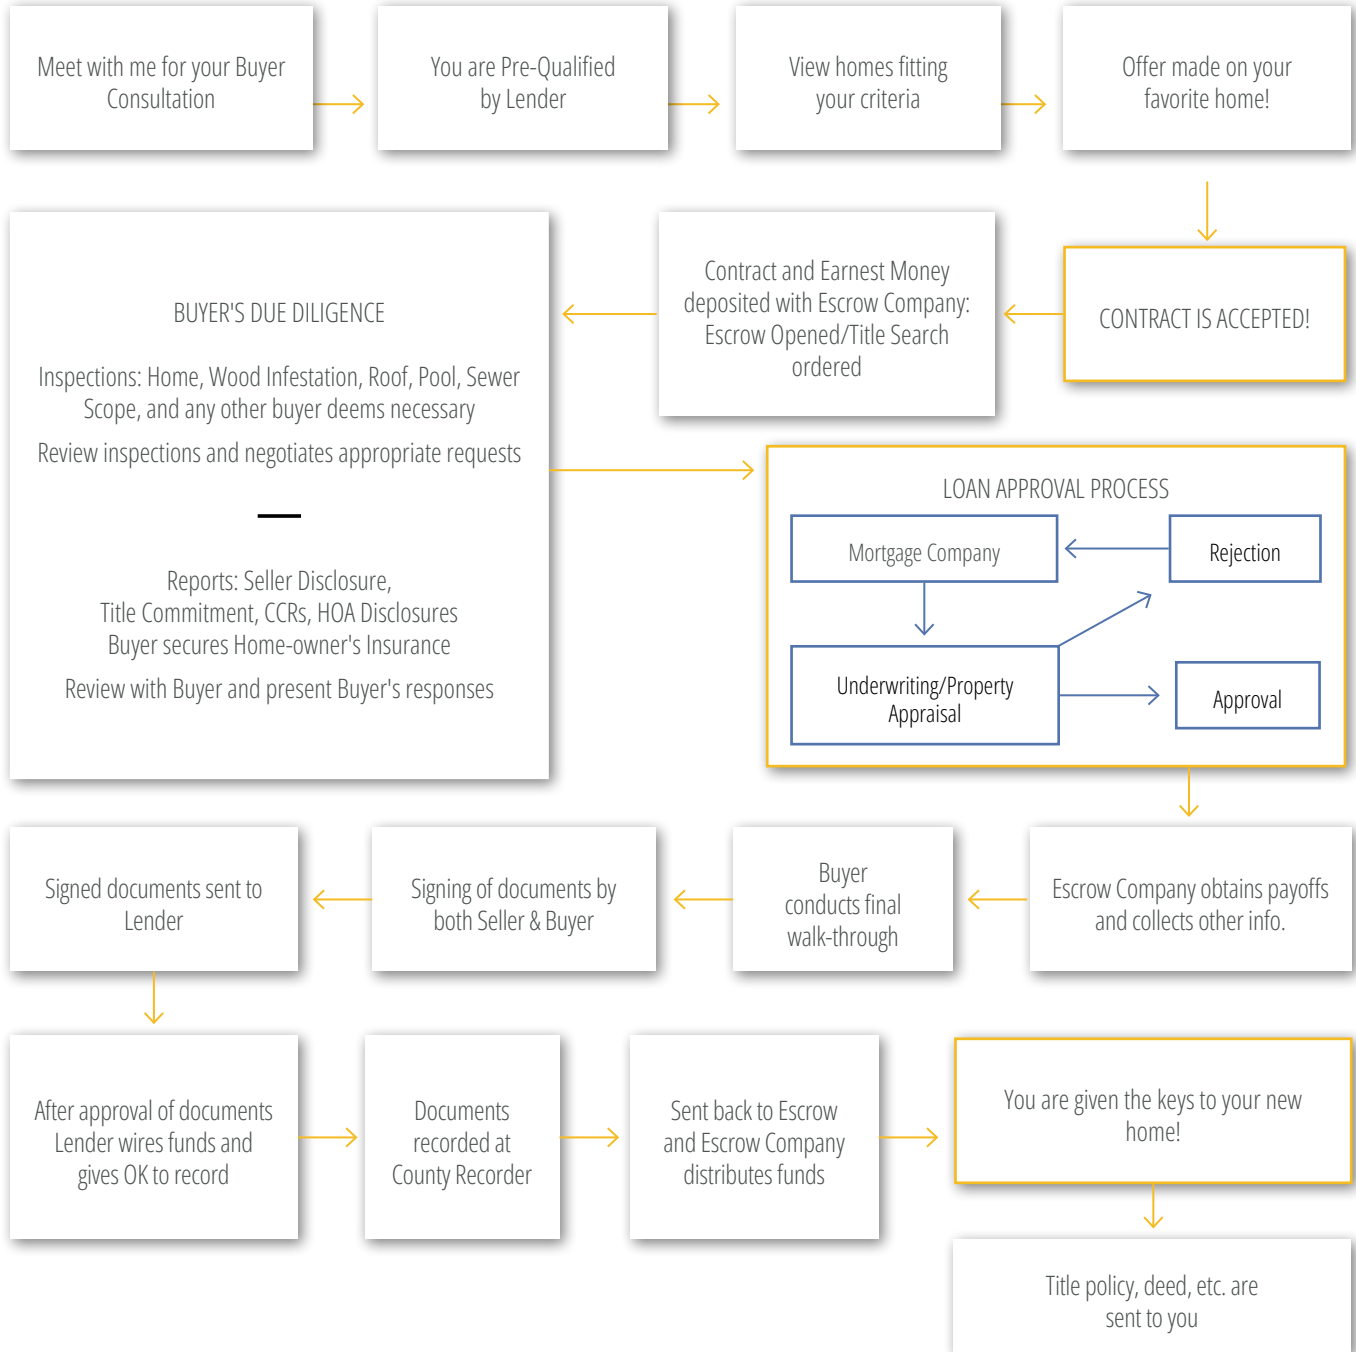 Meet with me for your Buyer
Consultation
You are Pre-Qualified
by Lender
View homes fitting
your criteria
Offer made on your
favorite home!
CONTRACT IS ACCEPTED!
Contract and Earnest Money
deposited with Escrow Company:
Escrow Opened/Title Search
ordered
BUYER'S DUE DILIGENCE
Inspections: Home, Wood Infestation, Roof, Pool, Sewer
Scope, and any other buyer deems necessary
Review inspections and negotiates appropriate requests
Reports: Seller Disclosure,
Title Commitment, CCRs, HOA Disclosures
Buyer secures Home-owner's Insurance
Review with Buyer and present Buyer's responses
LOAN APPROVAL PROCESS
Mortgage Company
Rejection
Underwriting/Property
Appraisal
Approval
Escrow Company obtains payoffs
and collects other info.
Buyer
conducts final
walk-through
Signing of documents by
both Seller & Buyer
Signed documents sent to
Lender
After approval of documents
Lender wires funds and
gives OK to record
Documents
recorded at
County Recorder
Sent back to Escrow
and Escrow Company
distributes funds
You are given the keys to your new
home!
Title policy, deed, etc. are
sent to you